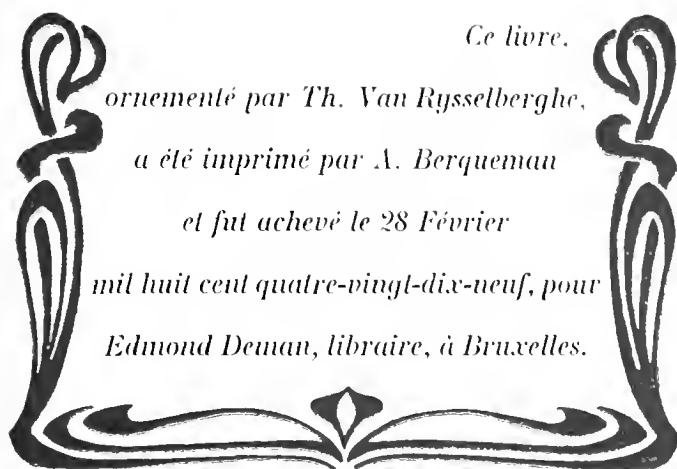 Ce livre,
ornementé par Th. Van Rysselberghe,
a été imprimé par A. Berqueman
et fut achevé le 28 Février
mil huit cent quatre-vingt-dix-neuf, pour
Edmond Deman, libraire, à Bruxelles.